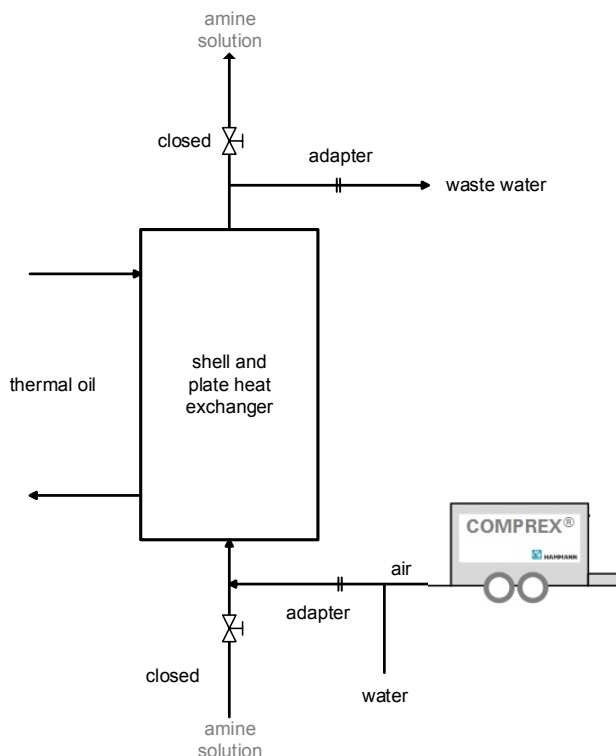 amine
solution
closed
adapter
waste water
shell and
plate heat
exchanger
thermal oil
COMPREX®
HAMMANN
air
adapter
closed
water
amine
solution